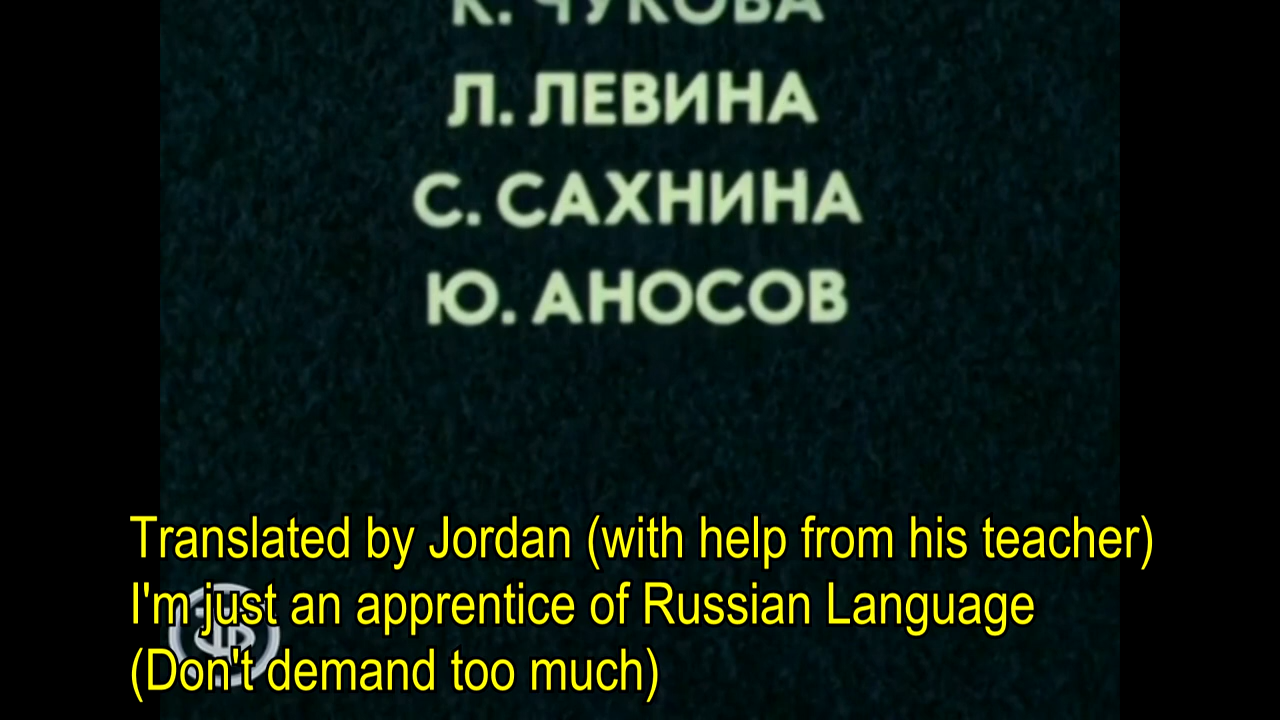 К. ЧУКОВА
Л. ЛЕВИНА
С. САХНИНА
Ю. АНОСОВ
Translated by Jordan (with help from his teacher)
I'm just an apprentice of Russian Language
(Don't demand too much)